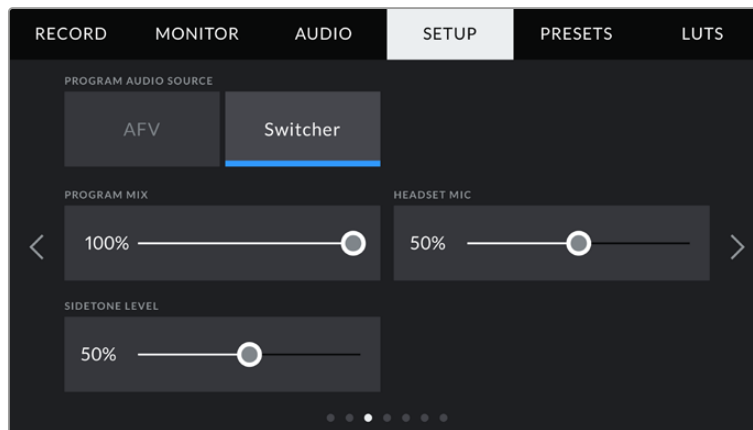 RECORD MONITOR AUDIO SETUP PRESETS LUTS
PROGRAM AUDIO SOURCE
AFV Switcher
PROGRAM MIX HEADSET MIC
100% 50%
SIDETONE LEVEL
50%